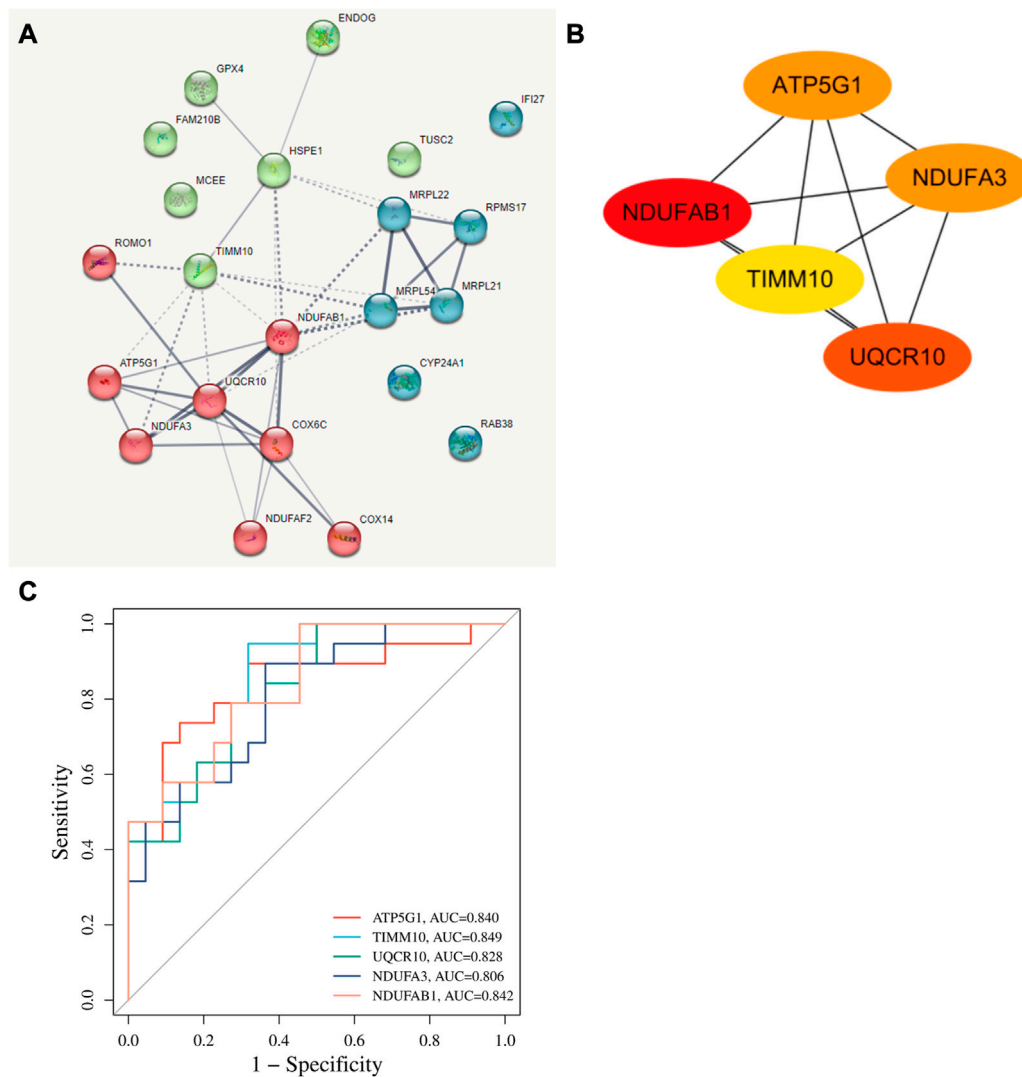 A
ENDOG
GPX4
IFI27
FAM210B
TUSC2
HSPE1
MCEE
MRPL22
RPMS17
ROMO1
TIMM10
MRPL54
MRPL21
NDUFAB1
ATP5G1
CYP24A1
UQCR10
NDUFA3
COX6C
RAB38
NDUFAF2
COX14
B
ATP5G1
NDUFA3
NDUFAB1
TIMM10
UQCR10
C
Sensitivity
1.0
0.8
0.6
0.4
0.2
0.0
ATP5G1, AUC=0.840
TIMM10, AUC=0.849
UQCR10, AUC=0.828
NDUFA3, AUC=0.806
NDUFAB1, AUC=0.842
0.0 0.2 0.4 0.6 0.8 1.0
1 − Specificity